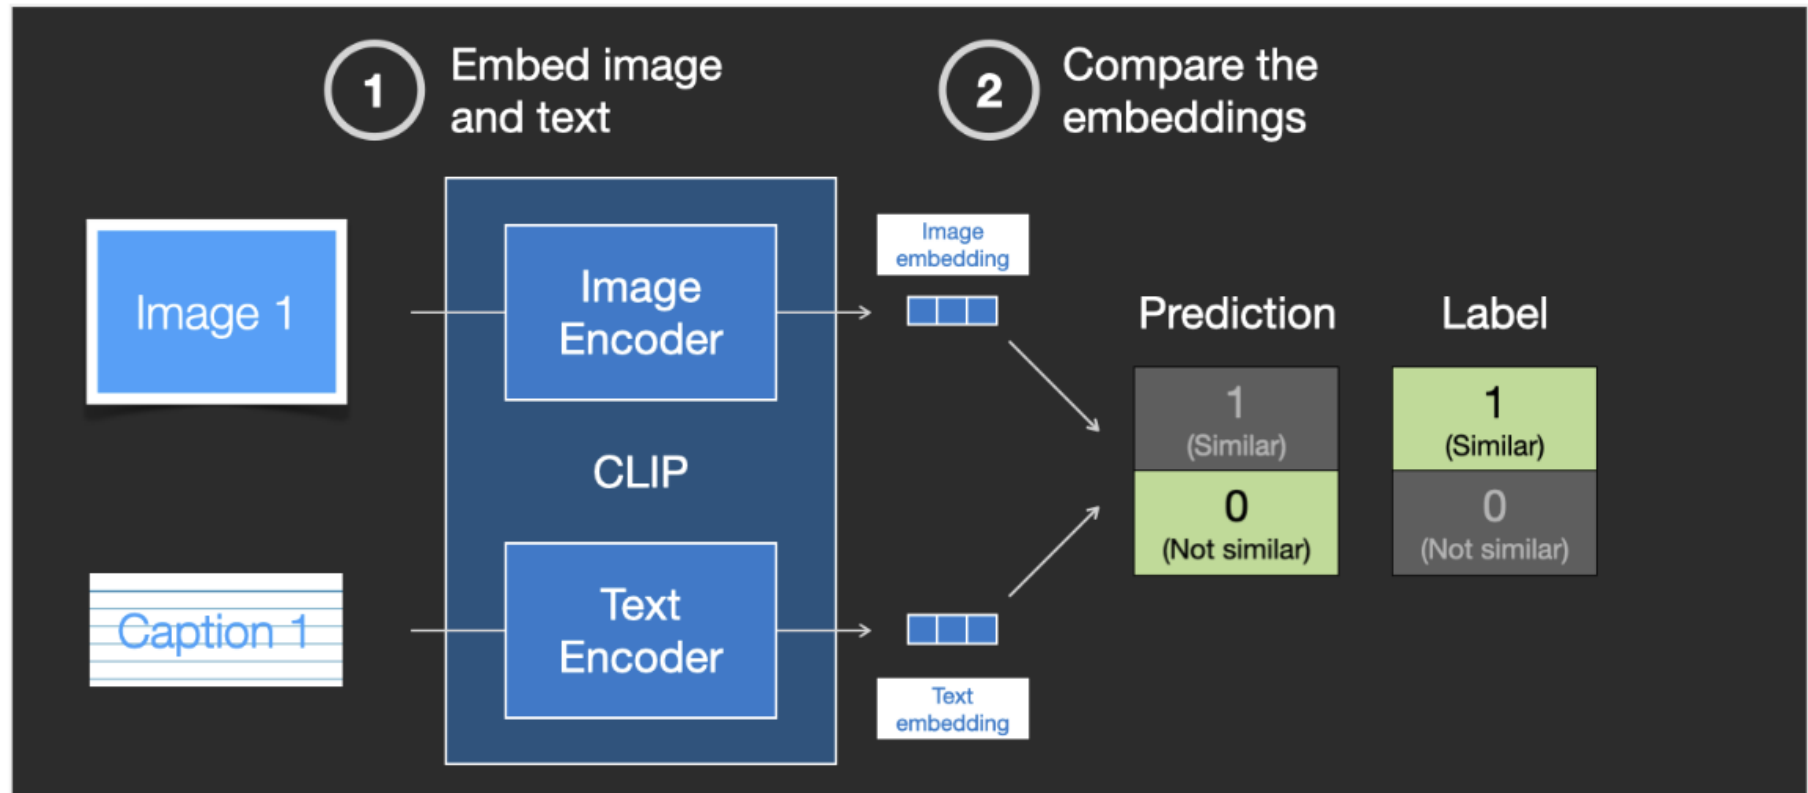 1
Embed image
and text
2
Compare the
embeddings
Image 1
Image
Encoder
Image
embedding
CLIP
Caption 1
Text
Encoder
Text
embedding
Prediction
1
(Similar)
0
(Not similar)
Label
1
(Similar)
0
(Not similar)